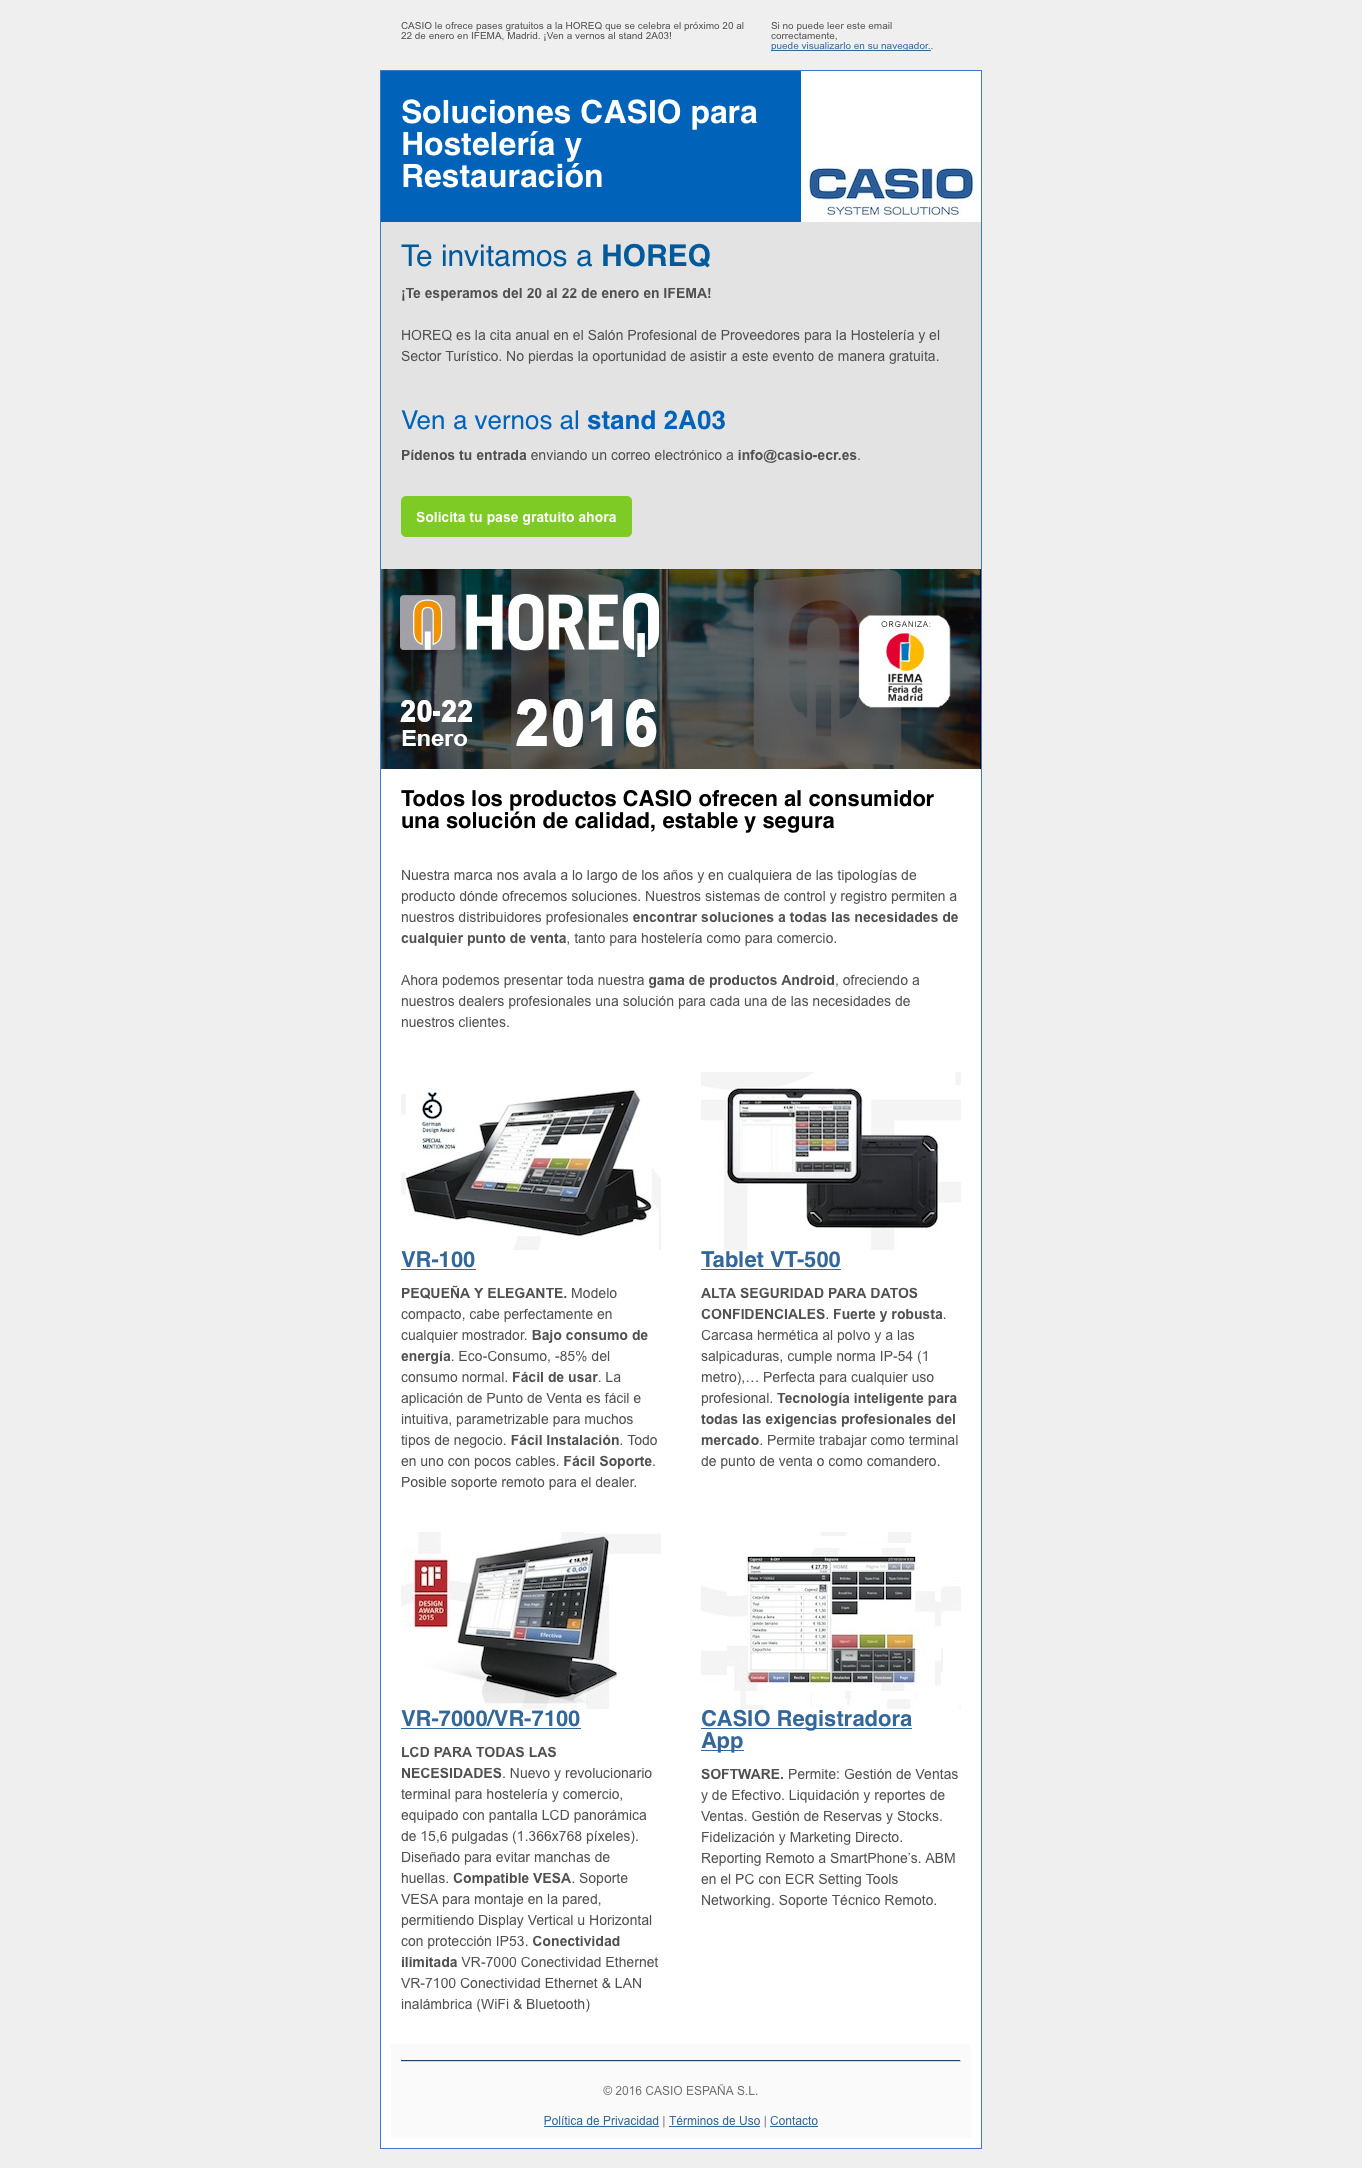 CASIO le ofrece pases gratuitos a la HOREQ que se celebra el próximo 20 al
22 de enero en IFEMA, Madrid. ¡Ven a vernos al stand 2A03!
Si no puede leer este email
correctamente,
puede visualizarlo en su navegador..
Soluciones CASIO para
Hostelería y
Restauración
CASIO
SYSTEM SOLUTIONS
Te invitamos a HOREQ
¡Te esperamos del 20 al 22 de enero en IFEMA!
HOREQ es la cita anual en el Salón Profesional de Proveedores para la Hostelería y el
Sector Turístico. No pierdas la oportunidad de asistir a este evento de manera gratuita.
Ven a vernos al stand 2A03
Pídenos tu entrada enviando un correo electrónico a info@casio-ecr.es.
Solicita tu pase gratuito ahora
HOREQ
20-22
Enero
2016
ORGANIZA:
IFEMA
Feria de
Madrid
Todos los productos CASIO ofrecen al consumidor
una solución de calidad, estable y segura
Nuestra marca nos avala a lo largo de los años y en cualquiera de las tipologías de
producto dónde ofrecemos soluciones. Nuestros sistemas de control y registro permiten a
nuestros distribuidores profesionales encontrar soluciones a todas las necesidades de
cualquier punto de venta, tanto para hostelería como para comercio.
Ahora podemos presentar toda nuestra gama de productos Android, ofreciendo a
nuestros dealers profesionales una solución para cada una de las necesidades de
nuestros clientes.
German
Design Award
SPECIAL
MENTION 2014
VR-100
PEQUEÑA Y ELEGANTE. Modelo
compacto, cabe perfectamente en
cualquier mostrador. Bajo consumo de
energía. Eco-Consumo, -85% del
consumo normal. Fácil de usar. La
aplicación de Punto de Venta es fácil e
intuitiva, parametrizable para muchos
tipos de negocio. Fácil Instalación. Todo
en uno con pocos cables. Fácil Soporte.
Posible soporte remoto para el dealer.
Tablet VT-500
ALTA SEGURIDAD PARA DATOS
CONFIDENCIALES. Fuerte y robusta.
Carcasa hermética al polvo y a las
salpicaduras, cumple norma IP-54 (1
metro),… Perfecta para cualquier uso
profesional. Tecnología inteligente para
todas las exigencias profesionales del
mercado. Permite trabajar como terminal
de punto de venta o como comandero.
iF
DESIGN
AWARD
2015
€ 18,90
€ 0,00
Efectivo
VR-7000/VR-7100
LCD PARA TODAS LAS
NECESIDADES. Nuevo y revolucionario
terminal para hostelería y comercio,
equipado con pantalla LCD panorámica
de 15,6 pulgadas (1.366x768 píxeles).
Diseñado para evitar manchas de
huellas. Compatible VESA. Soporte
VESA para montaje en la pared,
permitiendo Display Vertical u Horizontal
con protección IP53. Conectividad
ilimitada VR-7000 Conectividad Ethernet
VR-7100 Conectividad Ethernet & LAN
inalámbrica (WiFi & Bluetooth)
Total
€ 27,70
HOME
Coca-Cola
CASIO Registradora
App
SOFTWARE. Permite: Gestión de Ventas
y de Efectivo. Liquidación y reportes de
Ventas. Gestión de Reservas y Stocks.
Fidelización y Marketing Directo.
Reporting Remoto a SmartPhone's. ABM
en el PC con ECR Setting Tools
Networking. Soporte Técnico Remoto.
© 2016 CASIO ESPAÑA S.L.
Política de Privacidad | Términos de Uso | Contacto